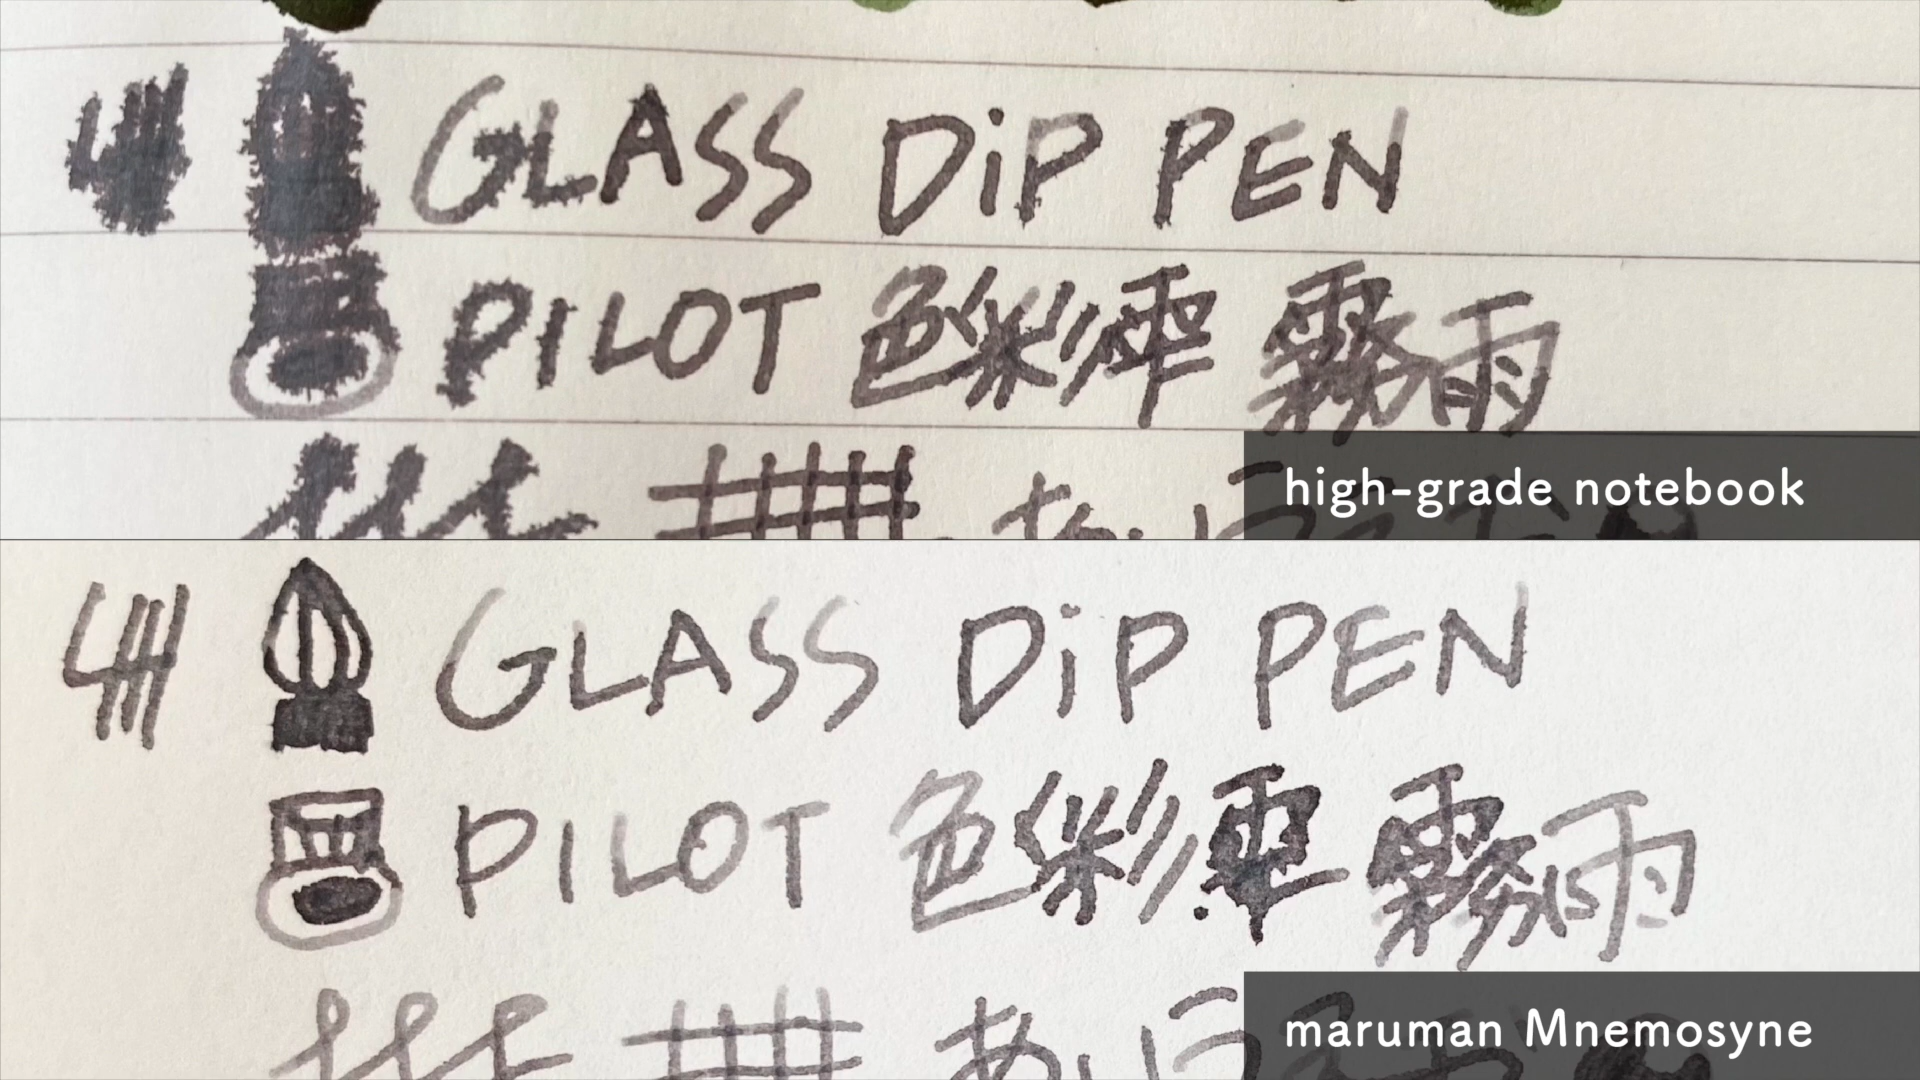 GLASS DiP PEN
PILOT 色彩雫 霧雨
high-grade notebook
GLASS DiP PEN
PILOT 色彩雫 霧雨
maruman Mnemosyne